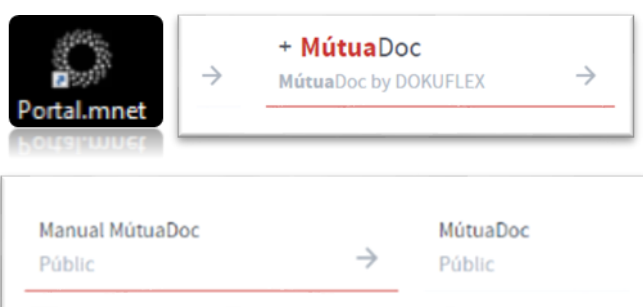 Portal.mnet
+ MútuaDoc
MútuaDoc by DOKUFLEX
Manual MútuaDoc
Públic
MútuaDoc
Públic